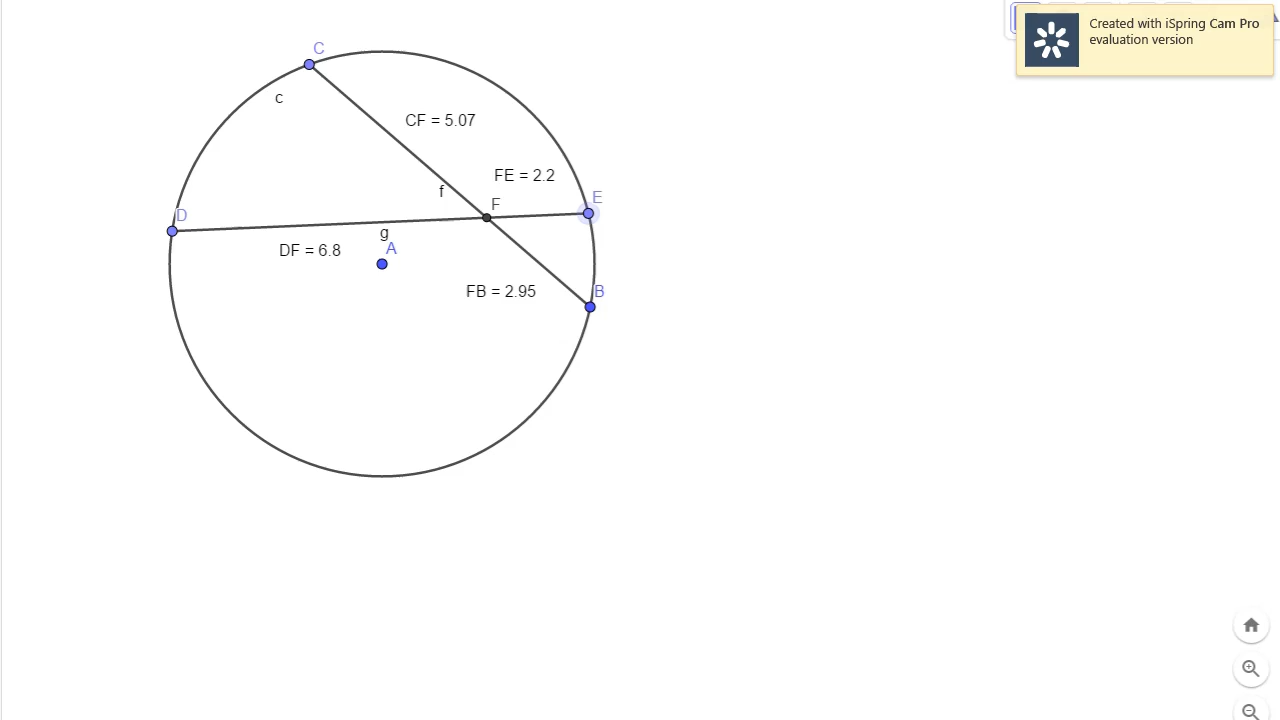 Created with iSpring Cam Pro
evaluation version
C
c
CF = 5.07
FE = 2.2
f
E
F
D
g
A
DF = 6.8
FB = 2.95
B